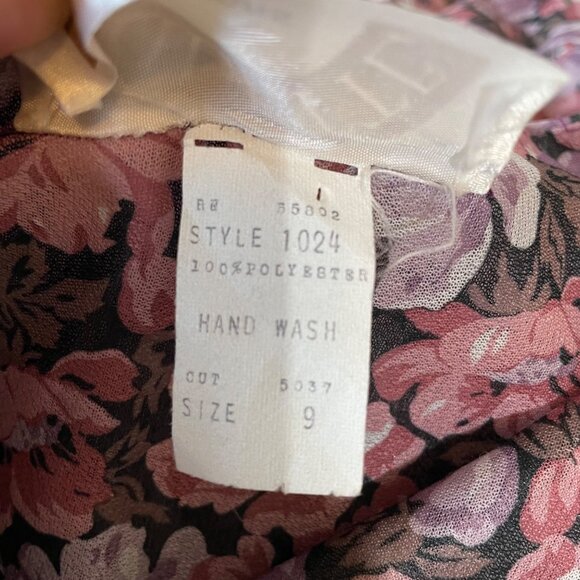 RN 55802
STYLE 1024
100%POLYESTER
HAND WASH
CUT 5037
SIZE 9